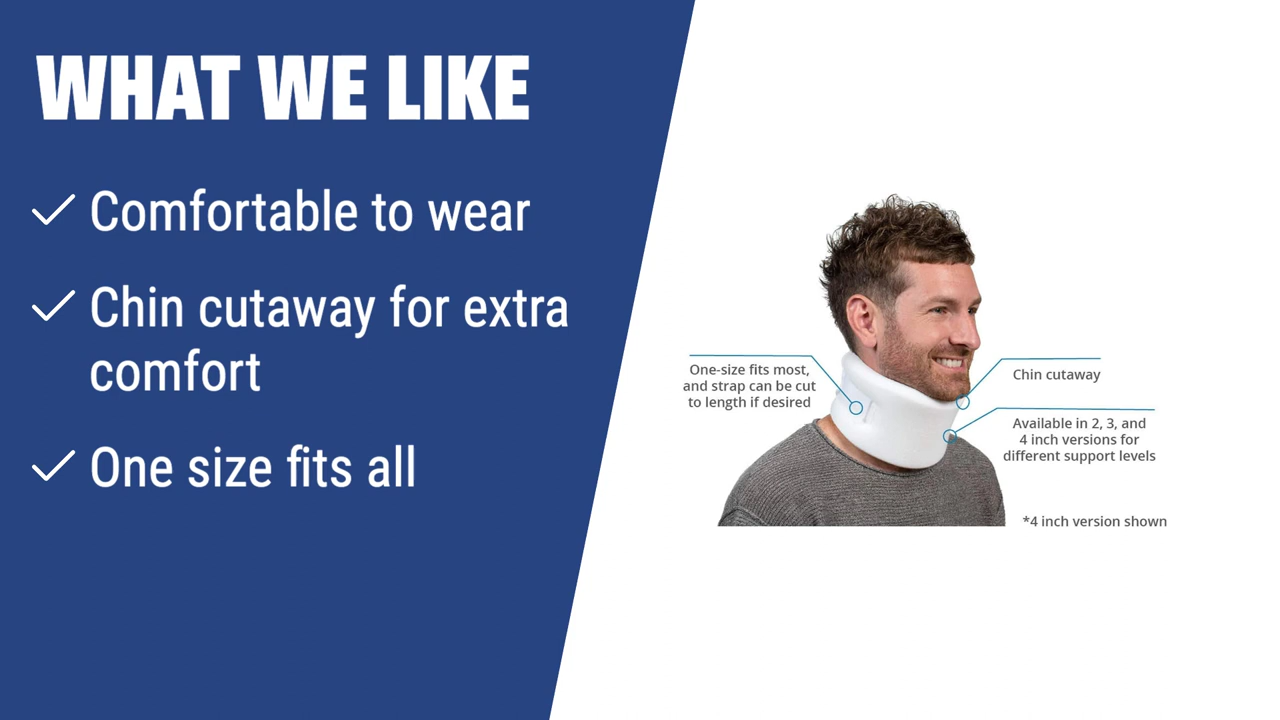 WHAT WE LIKE
Comfortable to wear
Chin cutaway for extra
comfort
One size fits all
One-size fits most,
and strap can be cut
to length if desired
Chin cutaway
Available in 2, 3, and
4 inch versions for
different support levels
*4 inch version shown